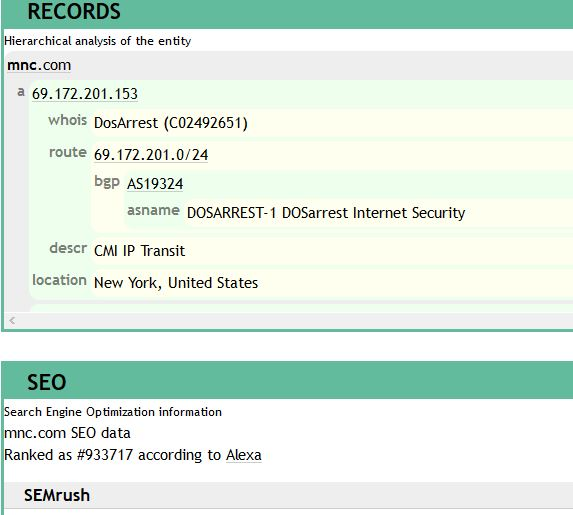 RECORDS
Hierarchical analysis of the entity
mnc.com
a 69.172.201.153
whois DosArrest (C02492651)
route 69.172.201.0/24
bgp AS19324
asname DOSARREST-1 DOSarrest Internet Security
descr CMI IP Transit
location New York, United States
<
SEO
Search Engine Optimization information
mnc.com SEO data
Ranked as #933717 according to Alexa
SEMrush